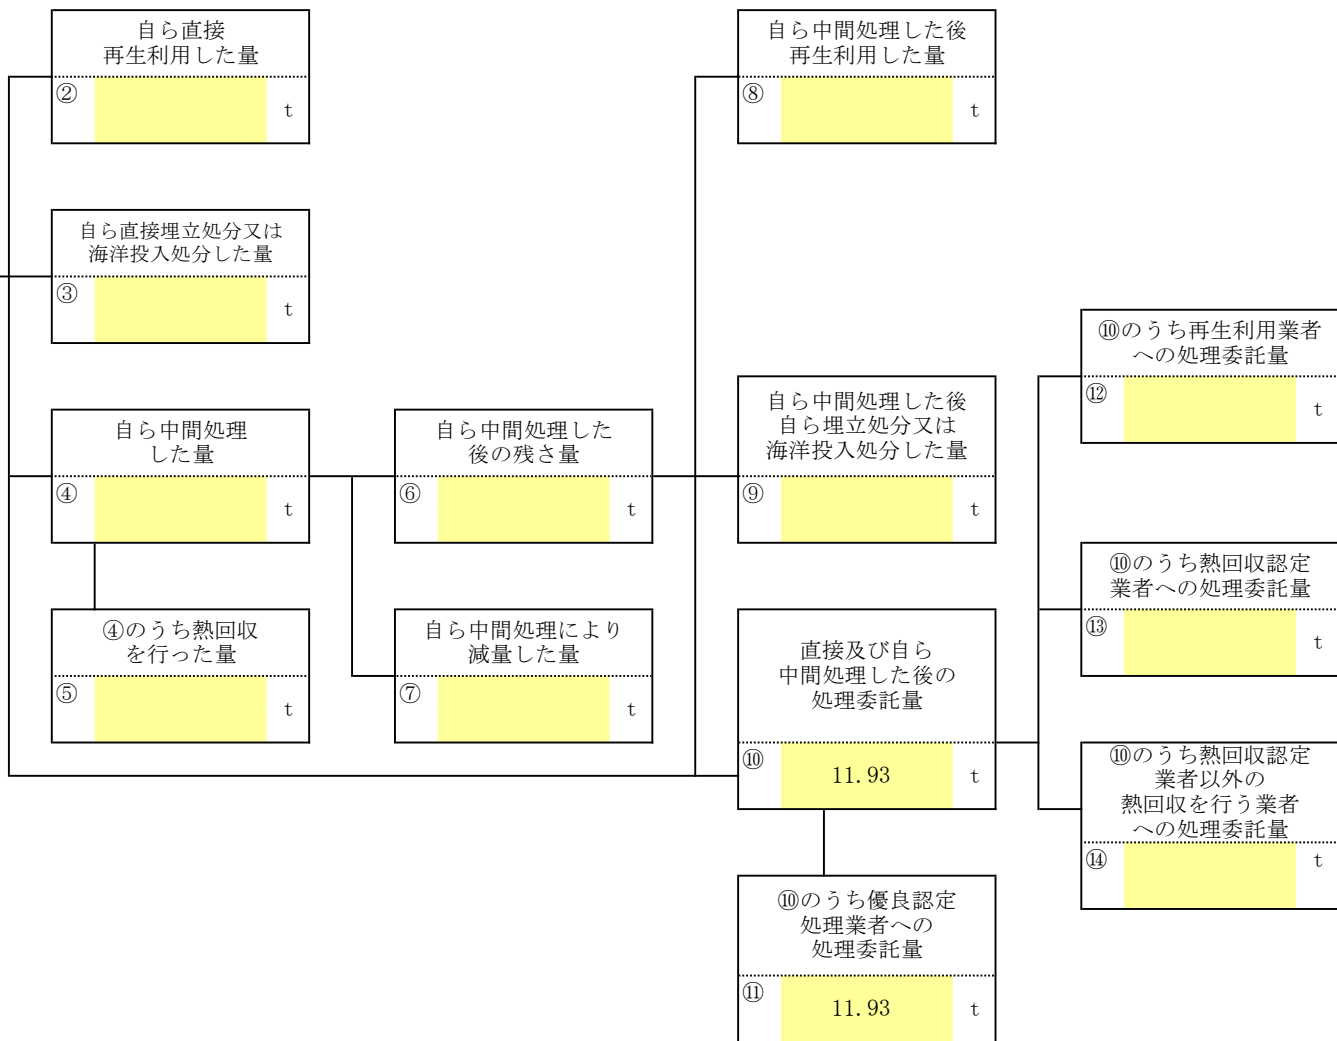 自ら直接
再生利用した量
②
t
自ら中間処理した後
再生利用した量
⑧
t
自ら直接埋立処分又は
海洋投入処分した量
③
t
⑩のうち再生利用業者
への処理委託量
⑫
t
自ら中間処理
した量
④
t
自ら中間処理した
後の残さ量
⑥
t
自ら中間処理した後
自ら埋立処分又は
海洋投入処分した量
⑨
t
⑩のうち熱回収認定
業者への処理委託量
⑬
t
④のうち熱回収
を行った量
⑤
t
自ら中間処理により
減量した量
⑦
t
直接及び自ら
中間処理した後の
処理委託量
⑩
11.93 t
⑩のうち熱回収認定
業者以外の
熱回収を行う業者
への処理委託量
⑭
t
⑩のうち優良認定
処理業者への
処理委託量
⑪
11.93 t